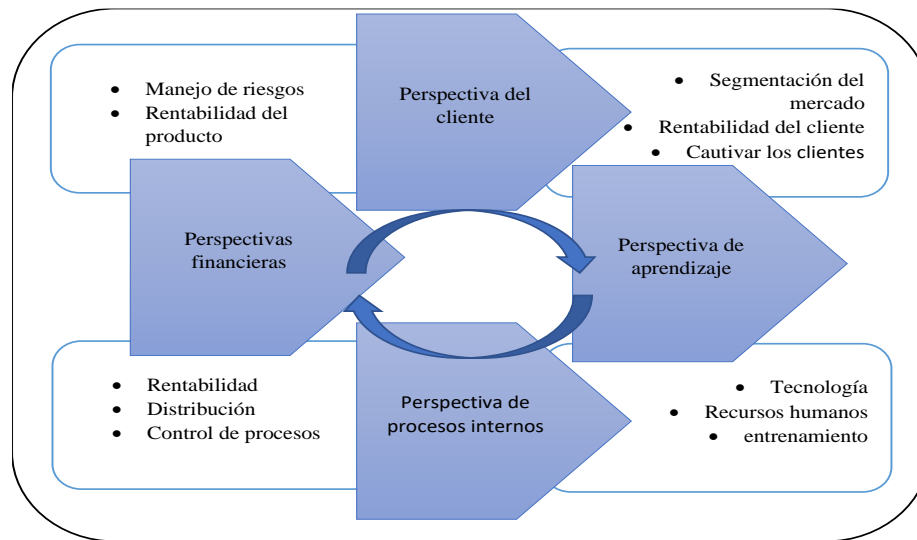 • Manejo de riesgos
• Rentabilidad del
producto
Perspectiva del
cliente
• Segmentación del
mercado
• Rentabilidad del cliente
• Cautivar los clientes
Perspectivas
financieras
Perspectiva de
aprendizaje
• Rentabilidad
• Distribución
• Control de procesos
Perspectiva de
procesos internos
• Tecnología
• Recursos humanos
• entrenamiento